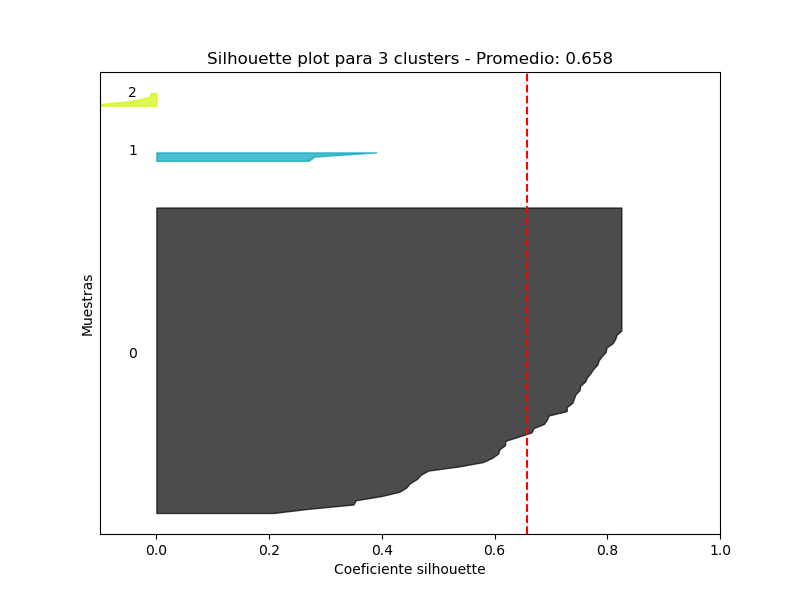 Silhouette plot para 3 clusters - Promedio: 0.658
2
1
0
Muestras
0.0 0.2 0.4 0.6 0.8 1.0
Coeficiente silhouette